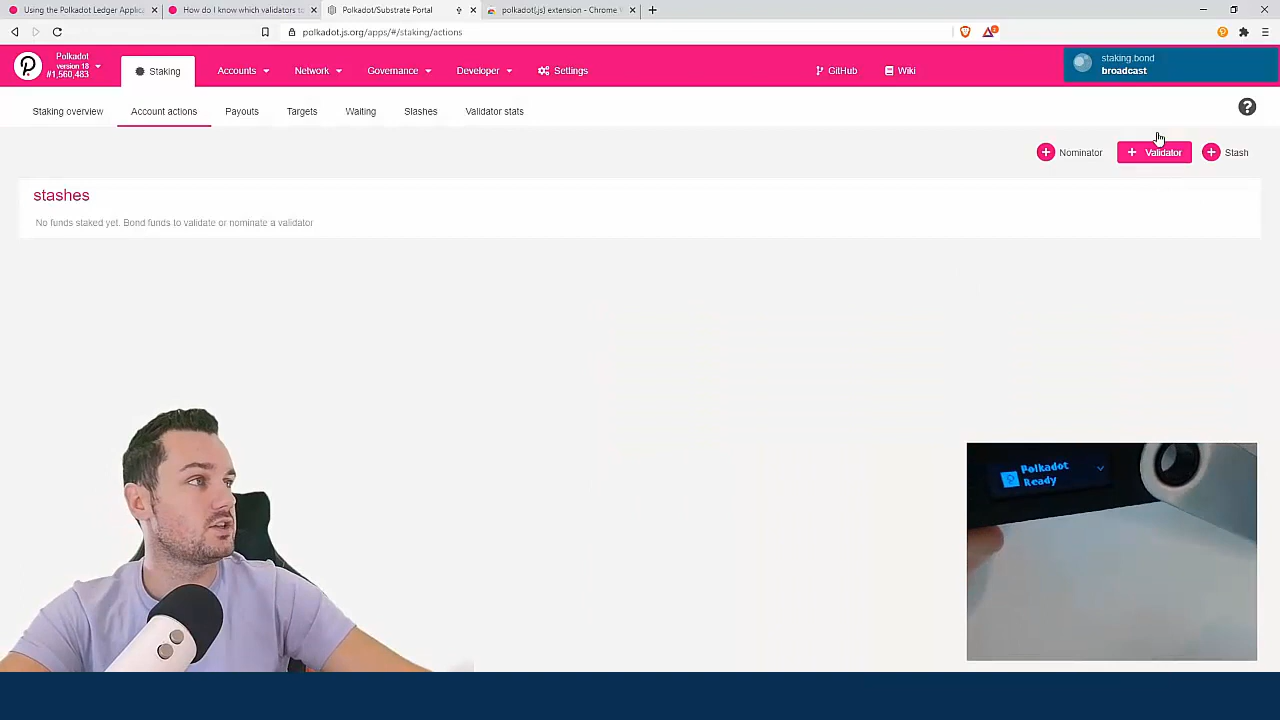 Using the Polkadot Ledger Applica
How do I know which validators to
Polkadot/Substrate Portal
polkadot{.js} extension - Chrome
polkadot.js.org/apps/#/staking/actions
Polkadot
version 18
#1,560,483
Staking
Accounts
Network
Governance
Developer
Settings
GitHub
Wiki
staking.bond
broadcast
Staking overview
Account actions
Payouts
Targets
Waiting
Slashes
Validator stats
Nominator
Validator
Stash
stashes
No funds staked yet. Bond funds to validate or nominate a validator
Polkadot
Ready